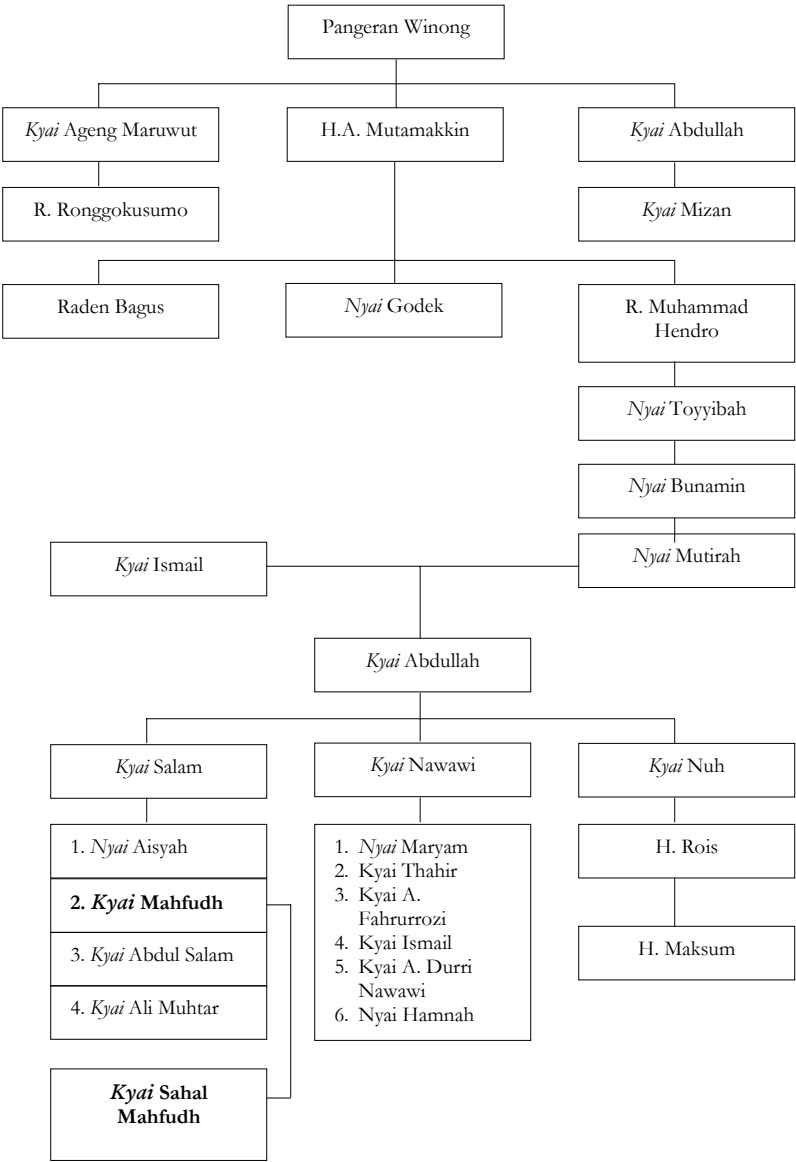 Pangeran Winong
Kyai Ageng Maruwut
H.A. Mutamakkin
Kyai Abdullah
R. Ronggokusumo
Kyai Mizan
Raden Bagus
Nyai Godek
R. Muhammad
Hendro
Nyai Toyyibah
Nyai Bunamin
Kyai Ismail
Nyai Mutirah
Kyai Abdullah
Kyai Salam
Kyai Nawawi
Kyai Nuh
1. Nyai Aisyah
2. Kyai Mahfudh
3. Kyai Abdul Salam
4. Kyai Ali Muhtar
1. Nyai Maryam
2. Kyai Thahir
3. Kyai A.
Fahrurrozi
4. Kyai Ismail
5. Kyai A. Durri
Nawawi
6. Nyai Hamnah
H. Rois
H. Maksum
Kyai Sahal
Mahfudh